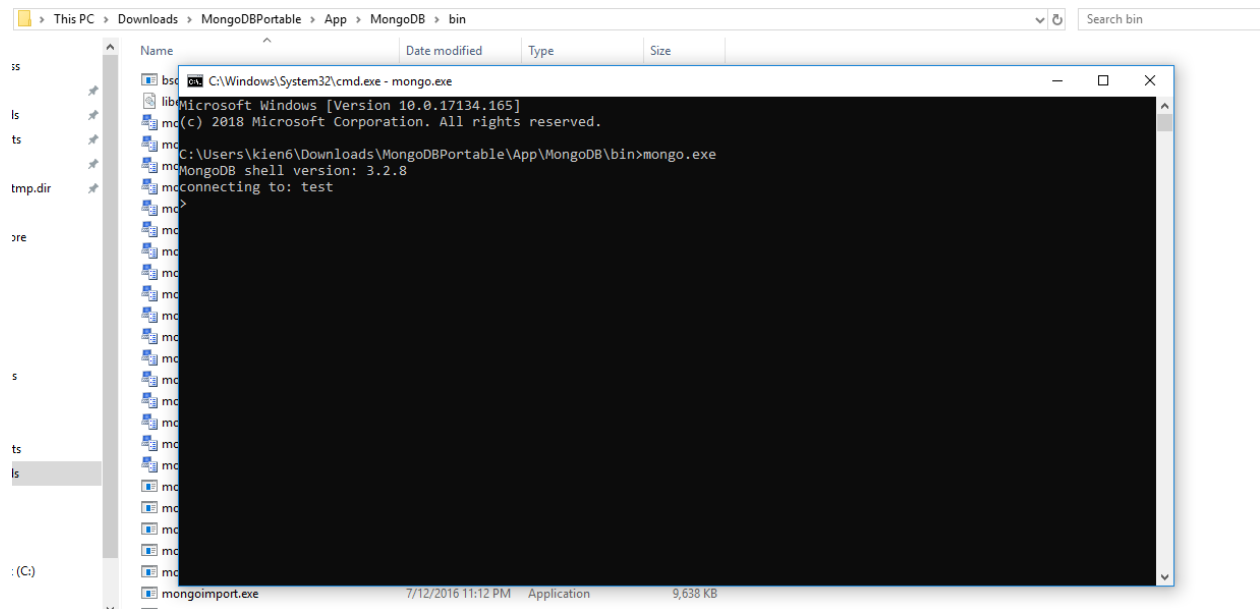 This PC > Downloads > MongoDBPortable > App > MongoDB > bin
Search bin
Name Date modified Type Size
C:\Windows\System32\cmd.exe - mongo.exe
Microsoft Windows [Version 10.0.17134.165]
(c) 2018 Microsoft Corporation. All rights reserved.
C:\Users\kien6\Downloads\MongoDBPortable\App\MongoDB\bin>mongo.exe
MongoDB shell version: 3.2.8
connecting to: test
>
tmp.dir
: (C:)
mongoimport.exe 7/12/2016 11:12 PM Application 9,638 KB